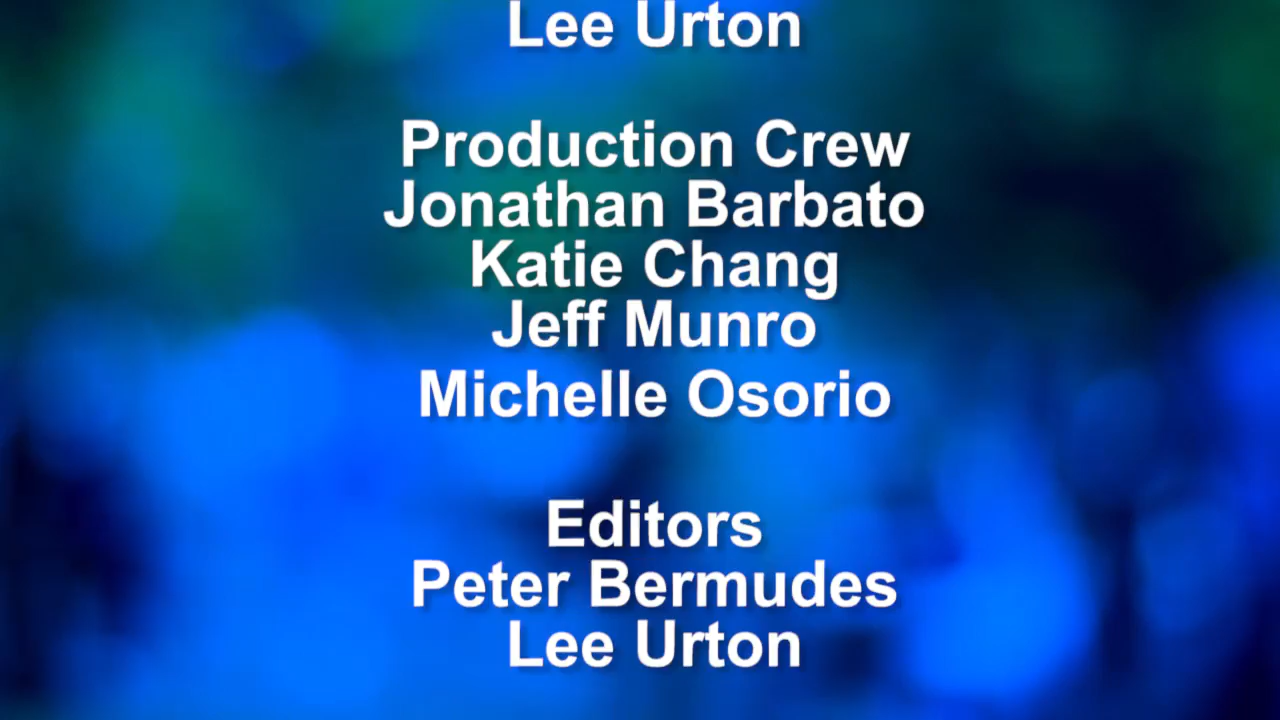 Lee Urton
Production Crew
Jonathan Barbato
Katie Chang
Jeff Munro
Michelle Osorio
Editors
Peter Bermudes
Lee Urton